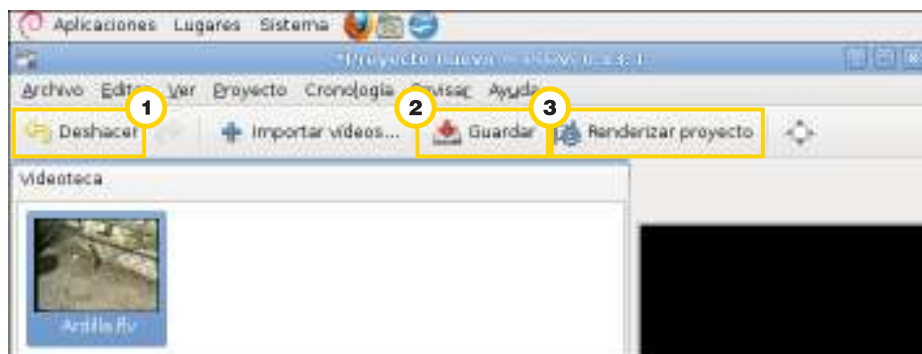 Aplicaciones Lugares Sistema
Archivo Ver Proyecto Cronología Ayuda
1 2 3
Deshacer Importar vídeos... Guardar Renderizar proyecto
Videoteca
Ardilla.flv